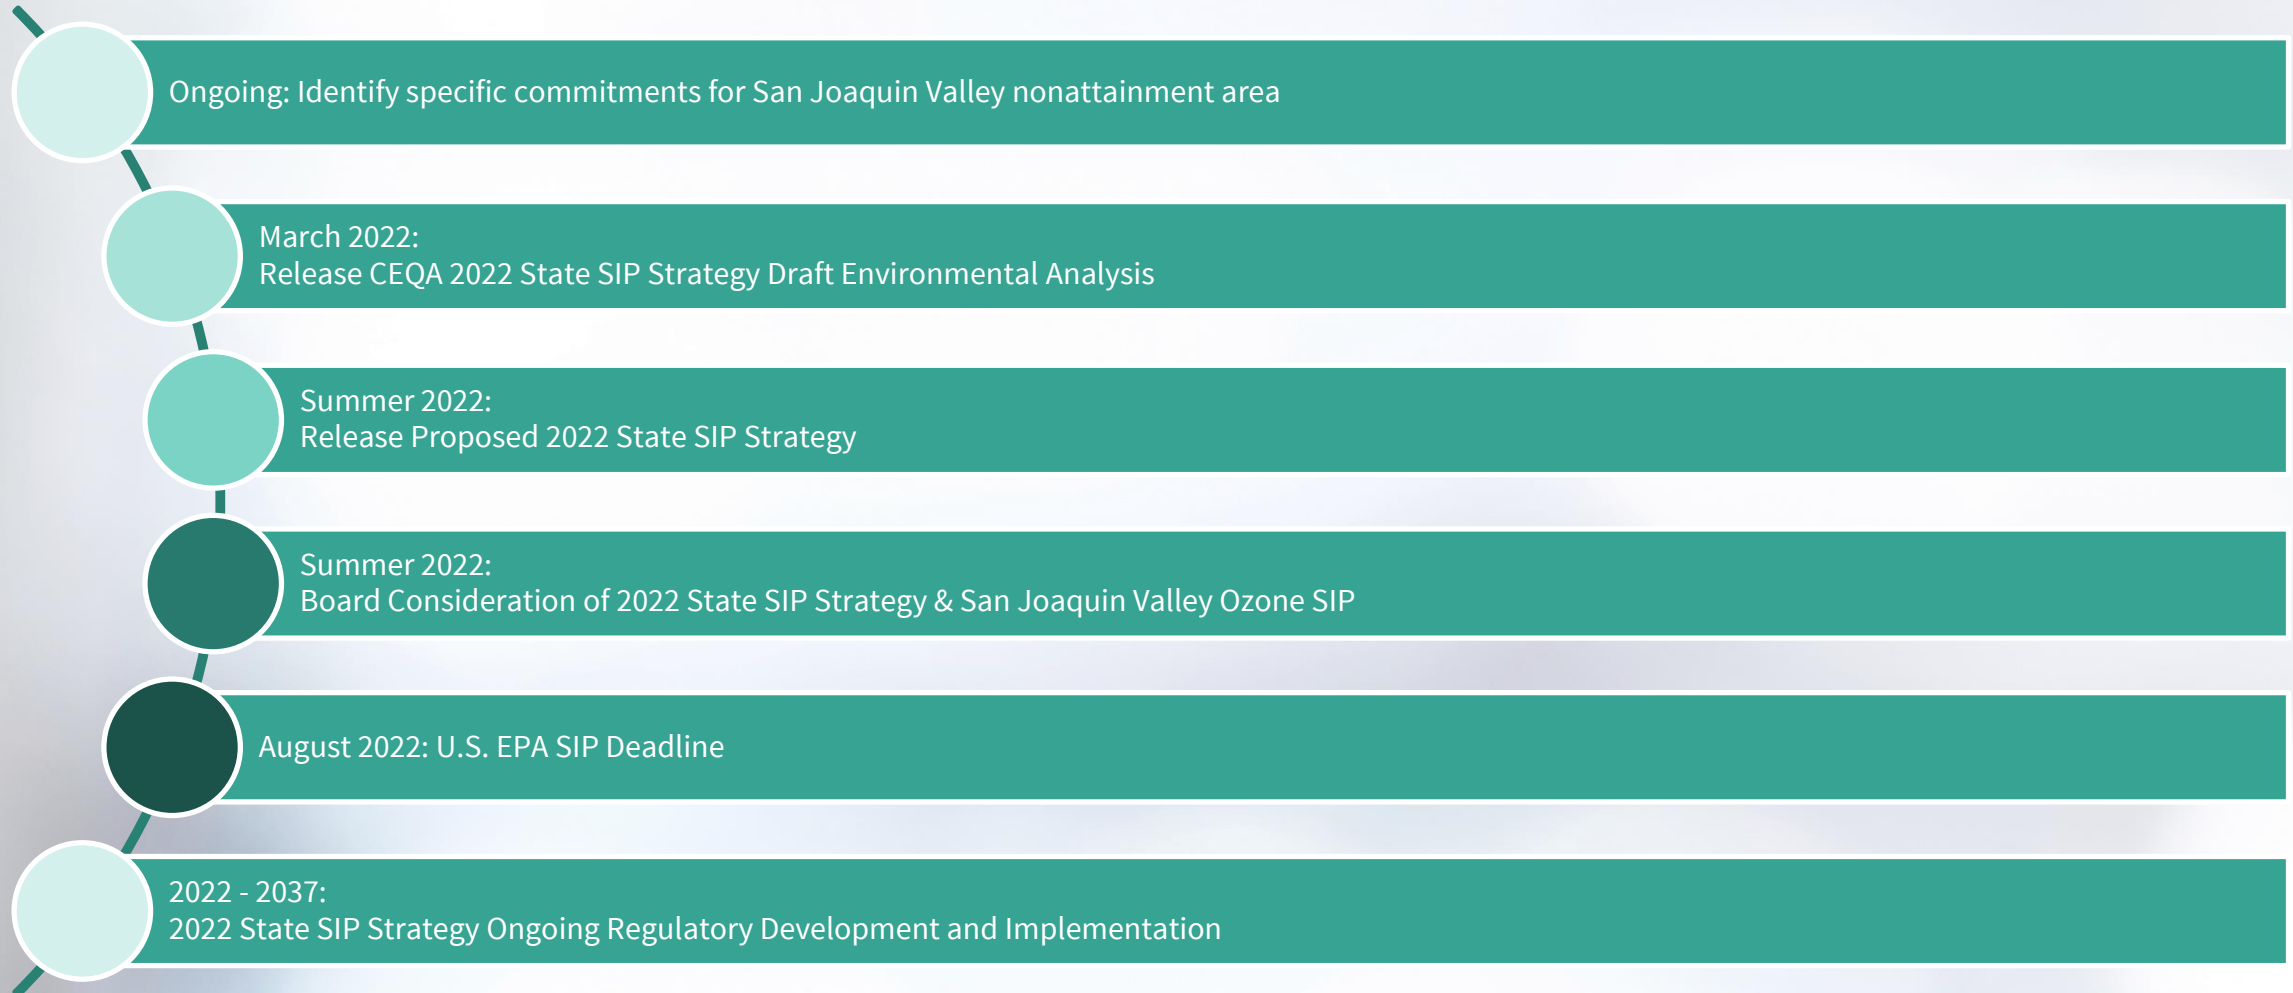 Ongoing: Identify specific commitments for San Joaquin Valley nonattainment area
March 2022:
Release CEQA 2022 State SIP Strategy Draft Environmental Analysis
Summer 2022:
Release Proposed 2022 State SIP Strategy
Summer 2022:
Board Consideration of 2022 State SIP Strategy & San Joaquin Valley Ozone SIP
August 2022: U.S. EPA SIP Deadline
2022 - 2037:
2022 State SIP Strategy Ongoing Regulatory Development and Implementation